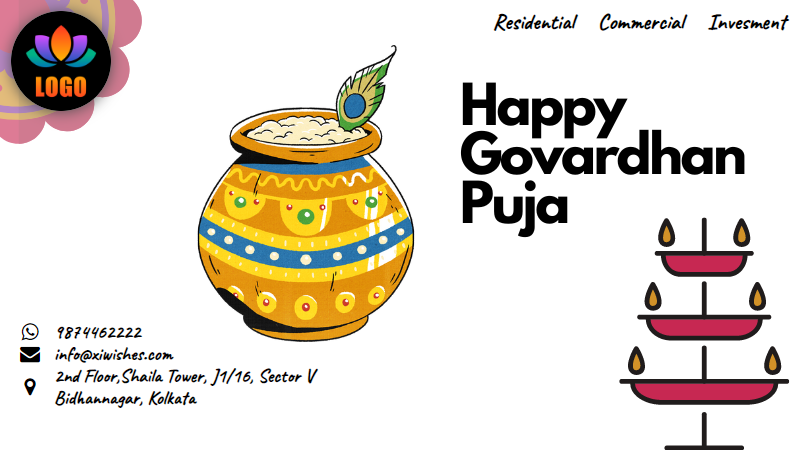 Residential Commercial Invesment
LOGO
Happy
Govardhan
Puja
9874462222
info@xiwishes.com
2nd Floor,Shaila Tower, J1/16, Sector V
Bidhannagar, Kolkata